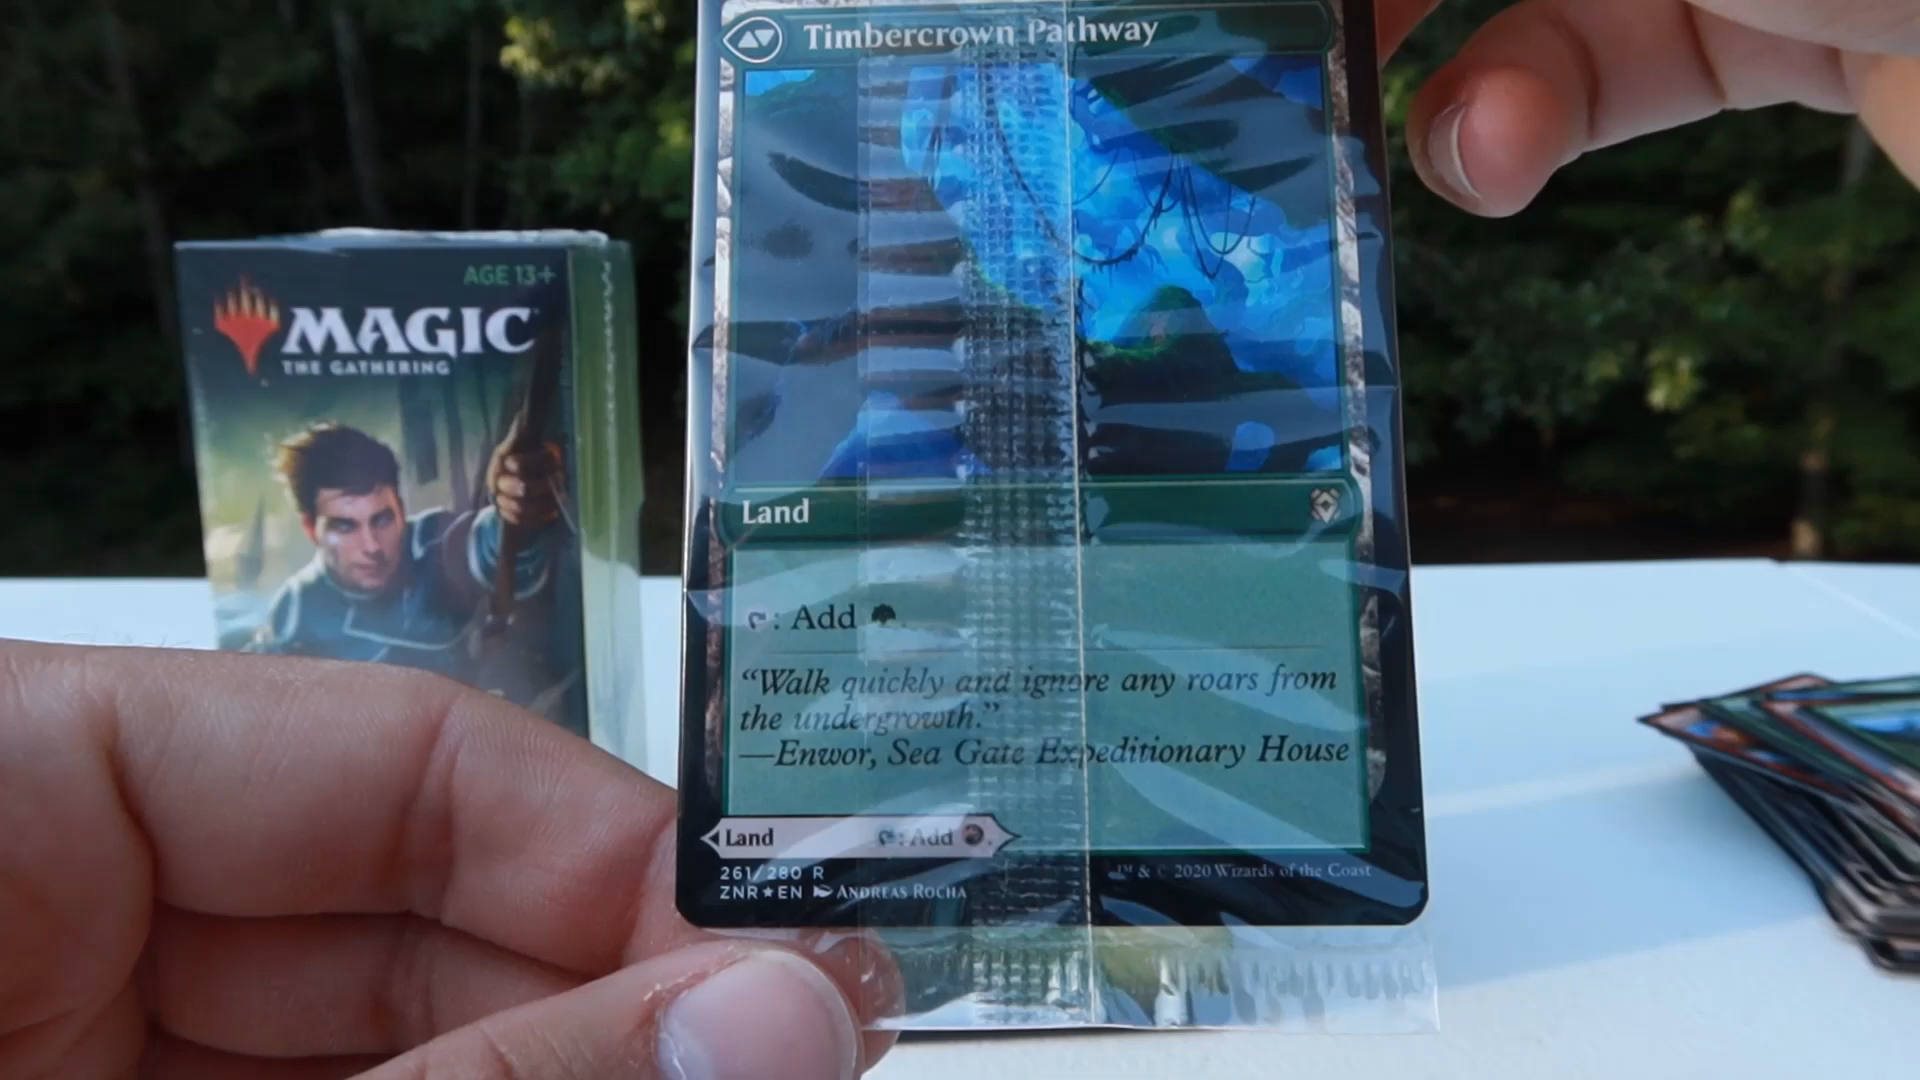 Timbercrown Pathway
AGE 13+
MAGIC
THE GATHERING
Land
: Add
“Walk quickly and ignore any roars from
the undergrowth.”
—Enwor, Sea Gate Expeditionary House
Land : Add .
261/280 R
ZNR★EN ANDREAS ROCHA
™ & © 2020 Wizards of the Coast